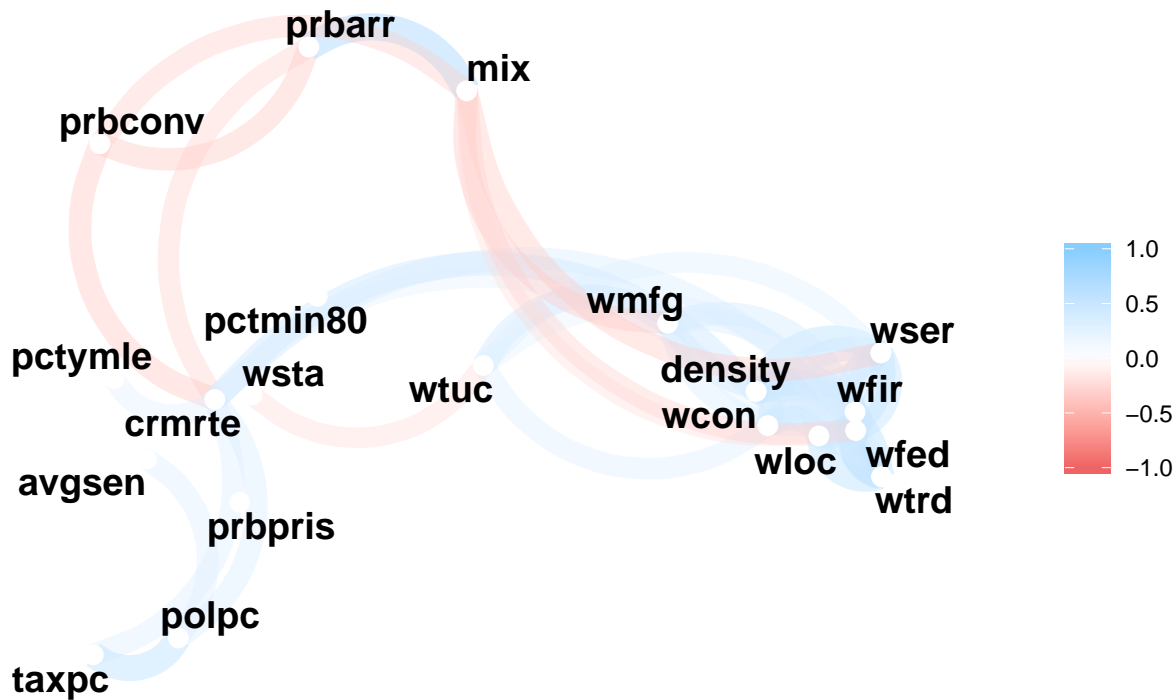 prbarr
mix
prbconv
pctmin80
wmfg
wser
pctymle
wsta
wtuc
density
wfir
crmrte
wcon
wloc
wfed
avgsen
wtrd
prbpris
polpc
taxpc
1.0
0.5
0.0
−0.5
−1.0